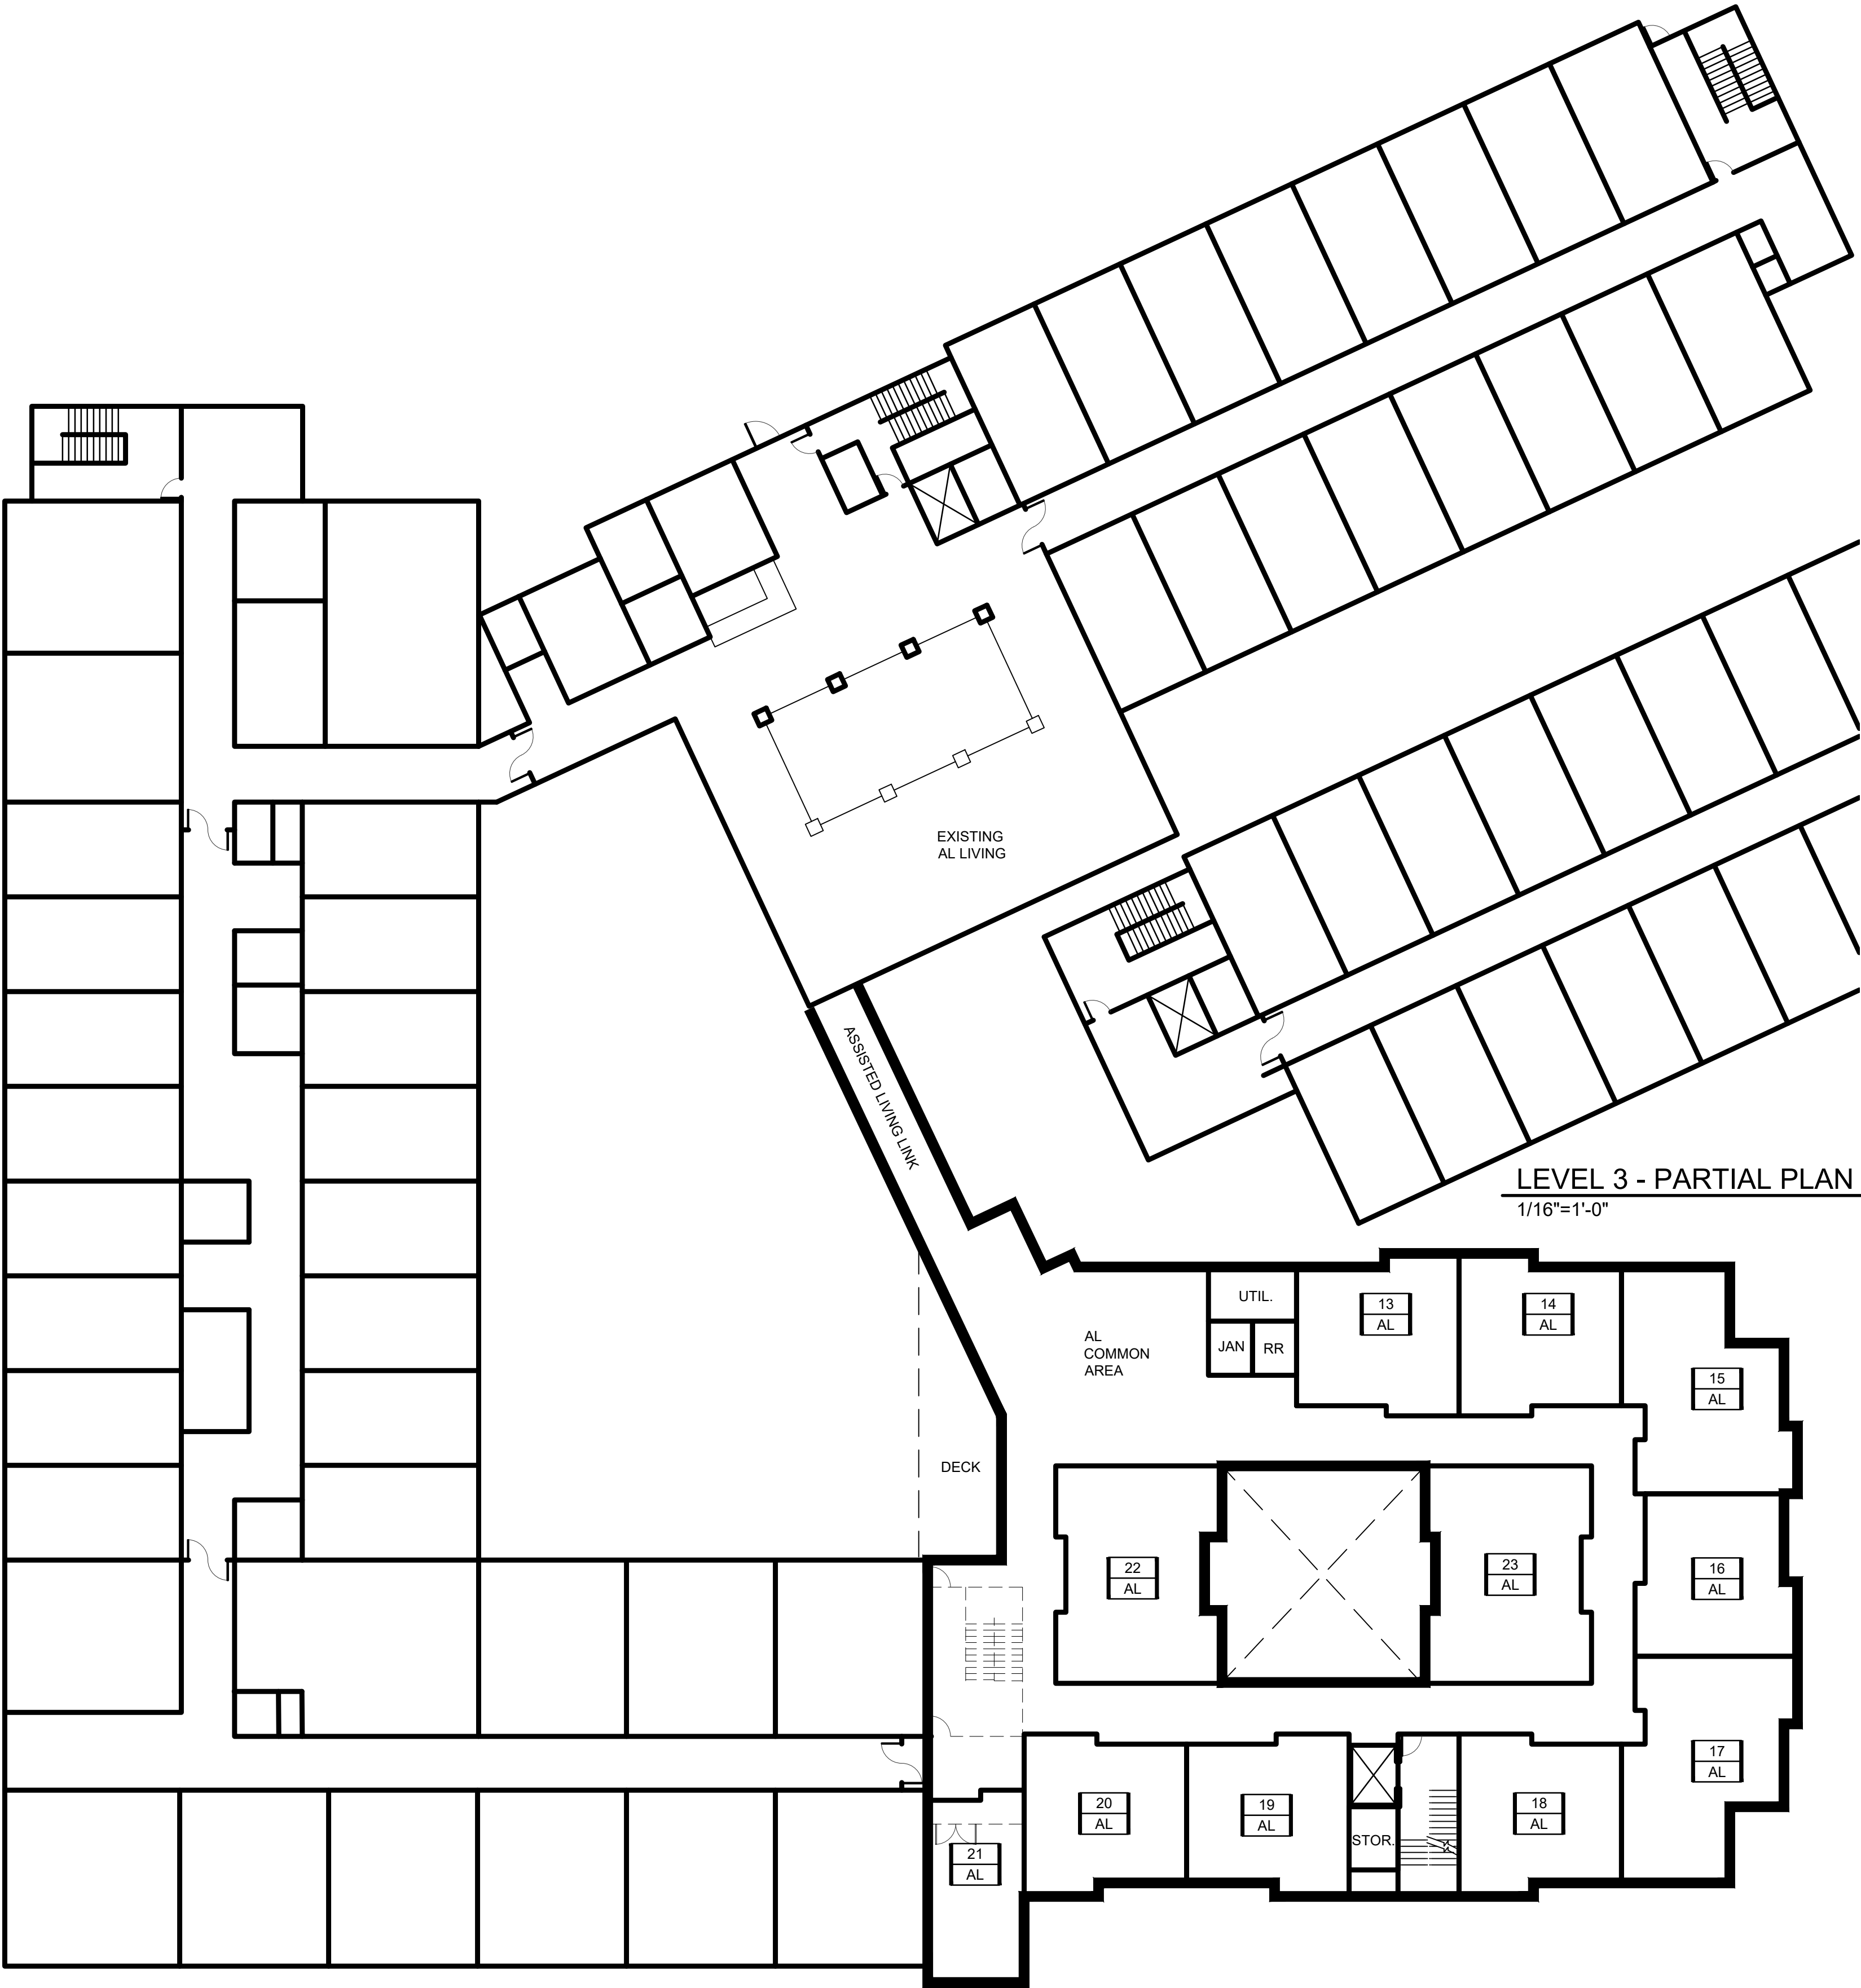 EXISTING
AL LIVING
ASSISTED LIVING LINK
LEVEL 3 - PARTIAL PLAN
1/16"=1'-0"
UTIL.
JAN
RR
13
AL
14
AL
AL
COMMON
AREA
15
AL
DECK
22
AL
23
AL
16
AL
17
AL
20
AL
19
AL
18
AL
STOR.
21
AL